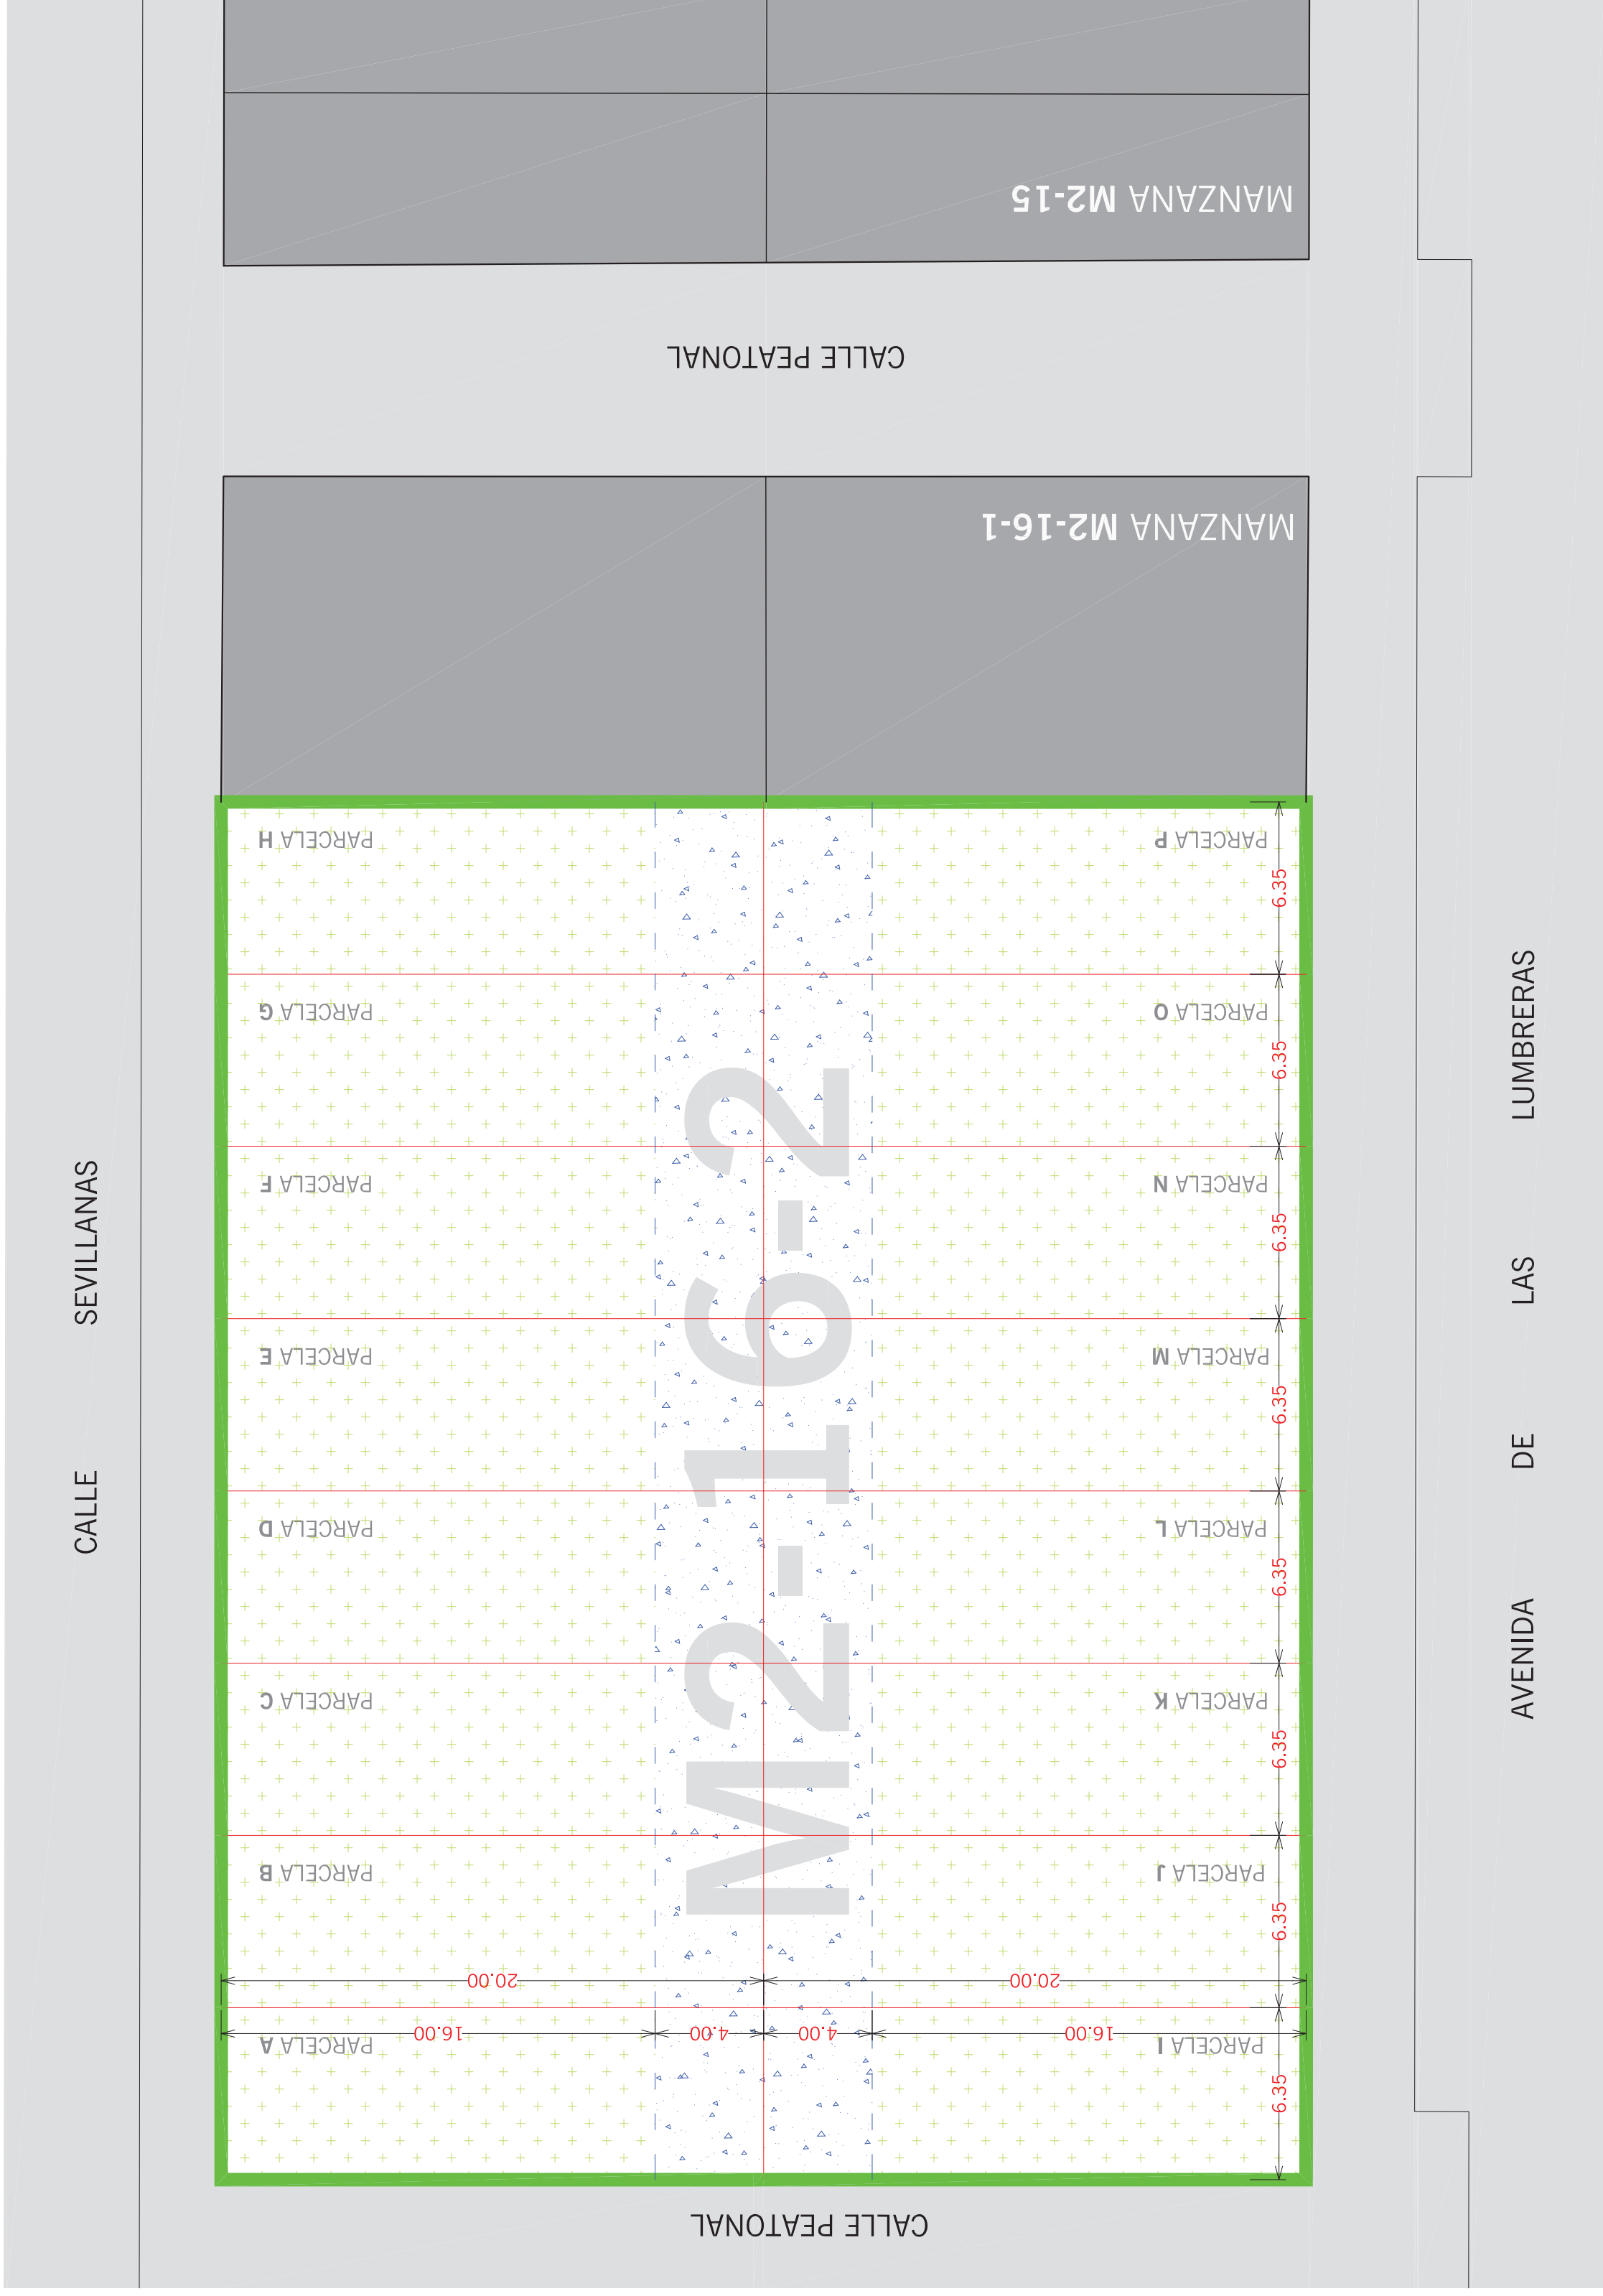 MANZANA M2-15
CALLE PEATONAL
MANZANA M2-16-1
PARCELA H
PARCELA P
6.35
PARCELA G
PARCELA O
6.35
PARCELA F
PARCELA N
6.35
PARCELA E
PARCELA M
6.35
PARCELA D
PARCELA L
6.35
PARCELA C
PARCELA K
6.35
PARCELA B
PARCELA J
6.35
20.00
20.00
16.00
4.00
4.00
16.00
PARCELA A
PARCELA I
6.35
M2-16-2
CALLE SEVILLANAS
AVENIDA DE LAS LUMBRERAS
CALLE PEATONAL